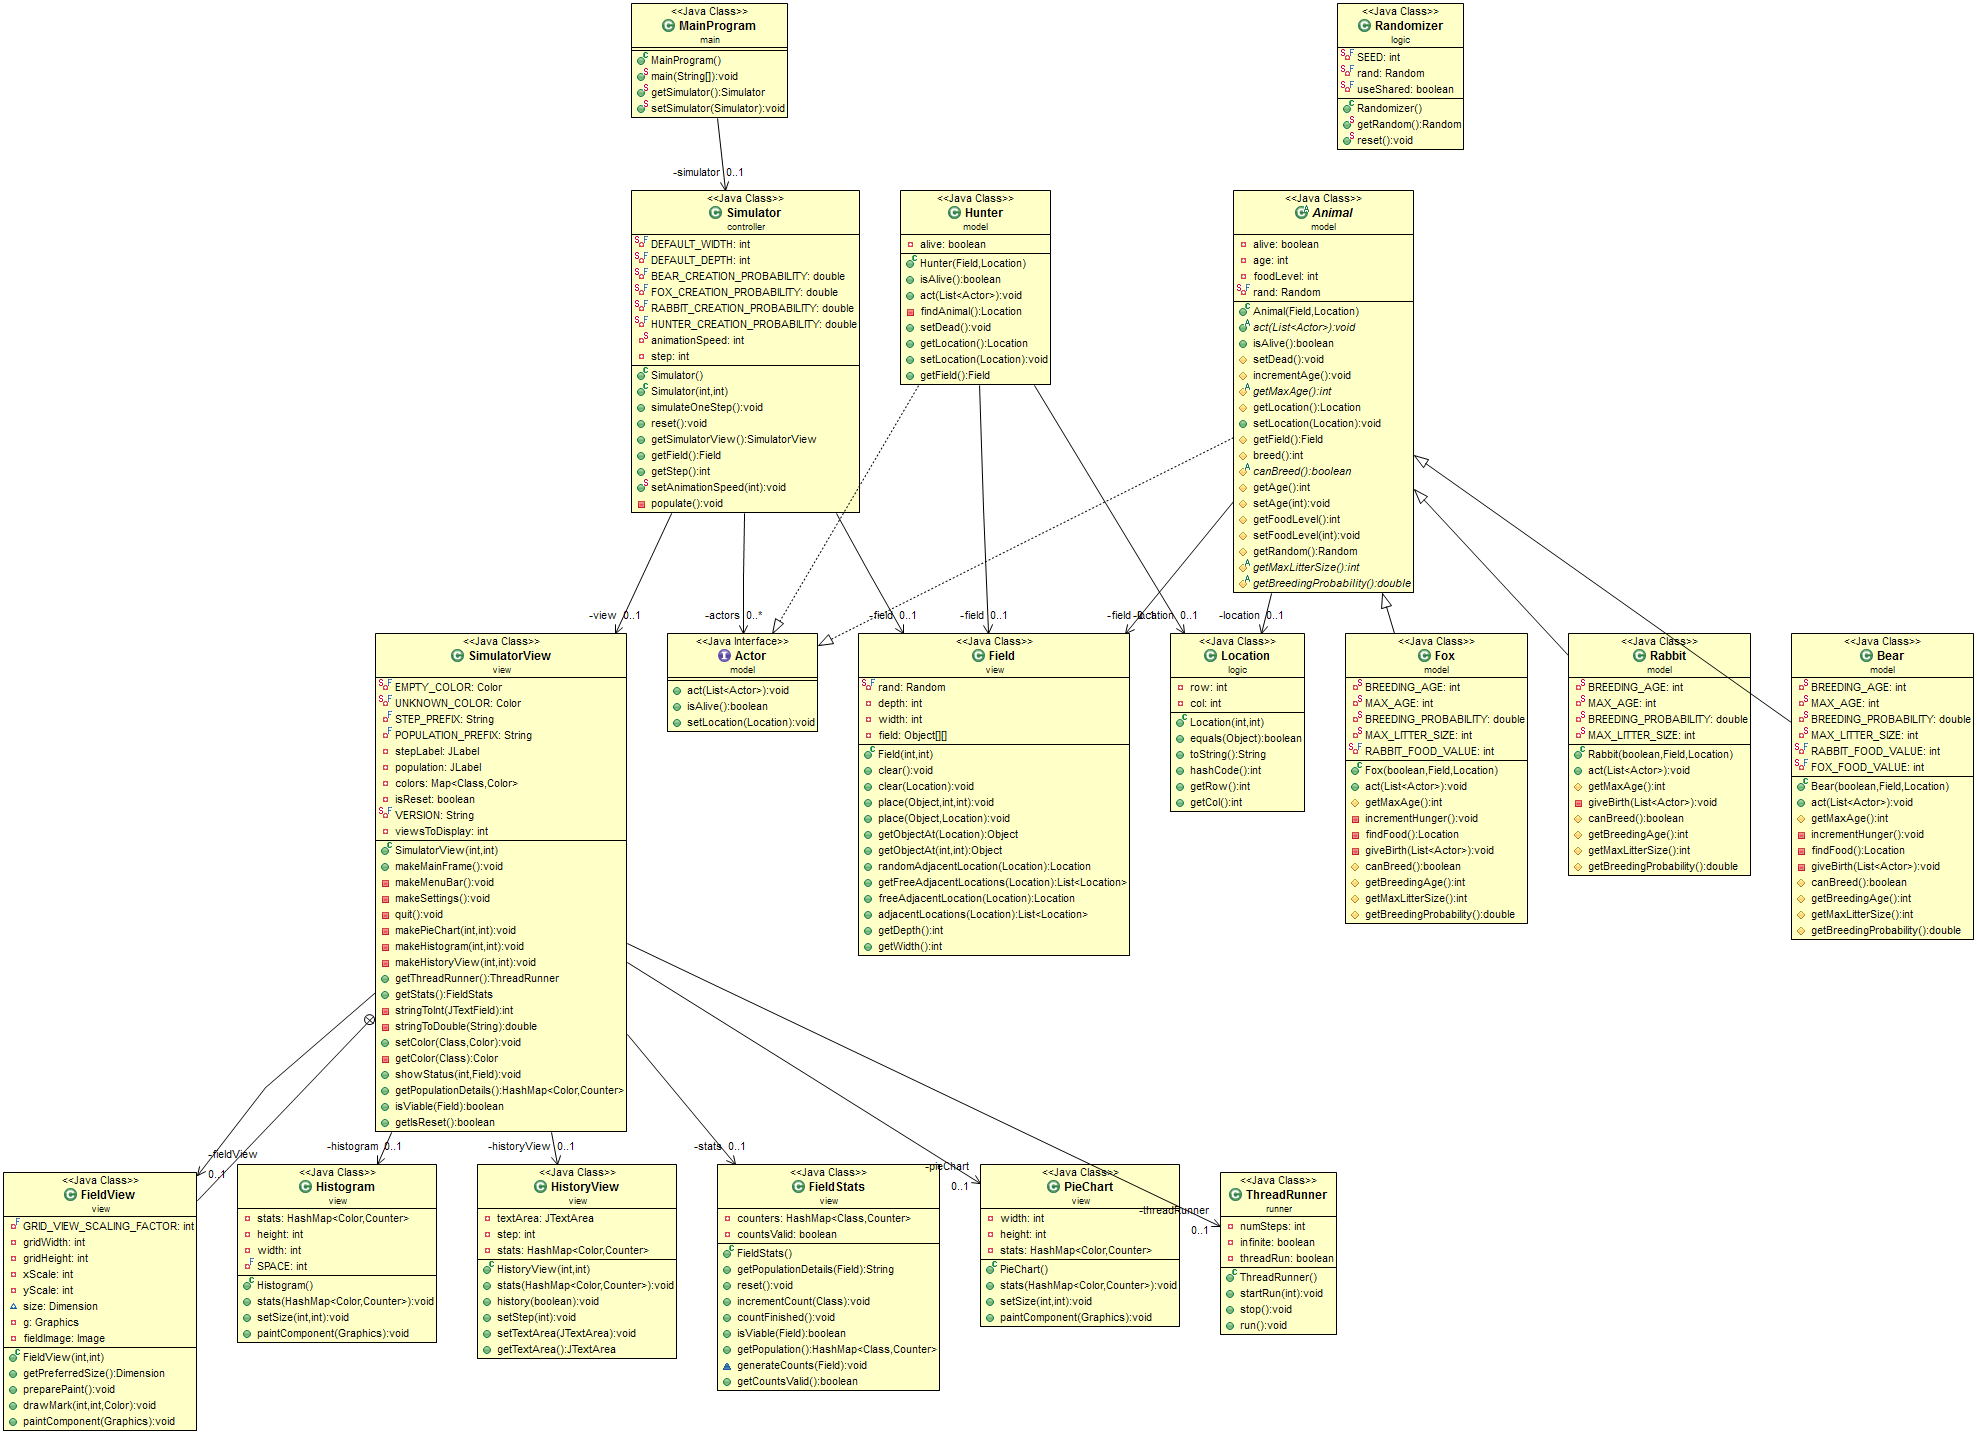 <<Java Class>>
MainProgram
main
MainProgram()
main(String[]):void
getSimulator():Simulator
setSimulator(Simulator):void
<<Java Class>>
Randomizer
logic
SEED: int
rand: Random
useShared: boolean
Randomizer()
getRandom():Random
reset():void
-simulator 0..1
<<Java Class>>
Simulator
controller
DEFAULT_WIDTH: int
DEFAULT_DEPTH: int
BEAR_CREATION_PROBABILITY: double
FOX_CREATION_PROBABILITY: double
RABBIT_CREATION_PROBABILITY: double
HUNTER_CREATION_PROBABILITY: double
animationSpeed: int
step: int
Simulator()
Simulator(int,int)
simulateOneStep():void
reset():void
getSimulatorView():SimulatorView
getField():Field
getStep():int
setAnimationSpeed(int):void
populate():void
<<Java Class>>
Hunter
model
alive: boolean
Hunter(Field,Location)
isAlive():boolean
act(List<Actor>):void
findAnimal():Location
setDead():void
getLocation():Location
setLocation(Location):void
getField():Field
<<Java Class>>
Animal
model
alive: boolean
age: int
foodLevel: int
rand: Random
Animal(Field,Location)
act(List<Actor>):void
isAlive():boolean
setDead():void
incrementAge():void
getMaxAge():int
getLocation():Location
setLocation(Location):void
getField():Field
breed():int
canBreed():boolean
getAge():int
setAge(int):void
getFoodLevel():int
setFoodLevel(int):void
getRandom():Random
getMaxLitterSize():int
getBreedingProbability():double
-view 0..1
-actors 0..*
-field 0..1
-field 0..1
-field 0..1
-location 0..1
-location 0..1
<<Java Class>>
SimulatorView
view
EMPTY_COLOR: Color
UNKNOWN_COLOR: Color
STEP_PREFIX: String
POPULATION_PREFIX: String
stepLabel: JLabel
population: JLabel
colors: Map<Class,Color>
isReset: boolean
VERSION: String
viewsToDisplay: int
SimulatorView(int,int)
makeMainFrame():void
makeMenuBar():void
makeSettings():void
quit():void
makePieChart(int,int):void
makeHistogram(int,int):void
makeHistoryView(int,int):void
getThreadRunner():ThreadRunner
getStats():FieldStats
stringToInt(JTextField):int
stringToDouble(String):double
setColor(Class,Color):void
getColor(Class):Color
showStatus(int,Field):void
getPopulationDetails():HashMap<Color,Counter>
isViable(Field):boolean
getIsReset():boolean
<<Java Interface>>
Actor
model
act(List<Actor>):void
isAlive():boolean
setLocation(Location):void
<<Java Class>>
Field
view
rand: Random
depth: int
width: int
field: Object[][]
Field(int,int)
clear():void
clear(Location):void
place(Object,int,int):void
place(Object,Location):void
getObjectAt(Location):Object
getObjectAt(int,int):Object
randomAdjacentLocation(Location):Location
getFreeAdjacentLocations(Location):List<Location>
freeAdjacentLocation(Location):Location
adjacentLocations(Location):List<Location>
getDepth():int
getWidth():int
<<Java Class>>
Location
logic
row: int
col: int
Location(int,int)
equals(Object):boolean
toString():String
hashCode():int
getRow():int
getCol():int
<<Java Class>>
Fox
model
BREEDING_AGE: int
MAX_AGE: int
BREEDING_PROBABILITY: double
MAX_LITTER_SIZE: int
RABBIT_FOOD_VALUE: int
Fox(boolean,Field,Location)
act(List<Actor>):void
getMaxAge():int
incrementHunger():void
findFood():Location
giveBirth(List<Actor>):void
canBreed():boolean
getBreedingAge():int
getMaxLitterSize():int
getBreedingProbability():double
<<Java Class>>
Rabbit
model
BREEDING_AGE: int
MAX_AGE: int
BREEDING_PROBABILITY: double
MAX_LITTER_SIZE: int
Rabbit(boolean,Field,Location)
act(List<Actor>):void
getMaxAge():int
giveBirth(List<Actor>):void
canBreed():boolean
getBreedingAge():int
getMaxLitterSize():int
getBreedingProbability():double
<<Java Class>>
Bear
model
BREEDING_AGE: int
MAX_AGE: int
BREEDING_PROBABILITY: double
MAX_LITTER_SIZE: int
RABBIT_FOOD_VALUE: int
FOX_FOOD_VALUE: int
Bear(boolean,Field,Location)
act(List<Actor>):void
getMaxAge():int
incrementHunger():void
findFood():Location
giveBirth(List<Actor>):void
canBreed():boolean
getBreedingAge():int
getMaxLitterSize():int
getBreedingProbability():double
-fieldView
0..1
-histogram 0..1
-historyView 0..1
-stats 0..1
-pieChart
0..1
-threadRunner
0..1
<<Java Class>>
FieldView
view
GRID_VIEW_SCALING_FACTOR: int
gridWidth: int
gridHeight: int
xScale: int
yScale: int
size: Dimension
g: Graphics
fieldImage: Image
FieldView(int,int)
getPreferredSize():Dimension
preparePaint():void
drawMark(int,int,Color):void
paintComponent(Graphics):void
<<Java Class>>
Histogram
view
stats: HashMap<Color,Counter>
height: int
width: int
SPACE: int
Histogram()
stats(HashMap<Color,Counter>):void
setSize(int,int):void
paintComponent(Graphics):void
<<Java Class>>
HistoryView
view
textArea: JTextArea
step: int
stats: HashMap<Color,Counter>
HistoryView(int,int)
stats(HashMap<Color,Counter>):void
history(boolean):void
setStep(int):void
setTextArea(JTextArea):void
getTextArea():JTextArea
<<Java Class>>
FieldStats
view
counters: HashMap<Class,Counter>
countsValid: boolean
FieldStats()
getPopulationDetails(Field):String
reset():void
incrementCount(Class):void
countFinished():void
isViable(Field):boolean
getPopulation():HashMap<Class,Counter>
generateCounts(Field):void
getCountsValid():boolean
<<Java Class>>
PieChart
view
width: int
height: int
stats: HashMap<Color,Counter>
PieChart()
stats(HashMap<Color,Counter>):void
setSize(int,int):void
paintComponent(Graphics):void
<<Java Class>>
ThreadRunner
runner
numSteps: int
infinite: boolean
threadRun: boolean
ThreadRunner()
startRun(int):void
stop():void
run():void